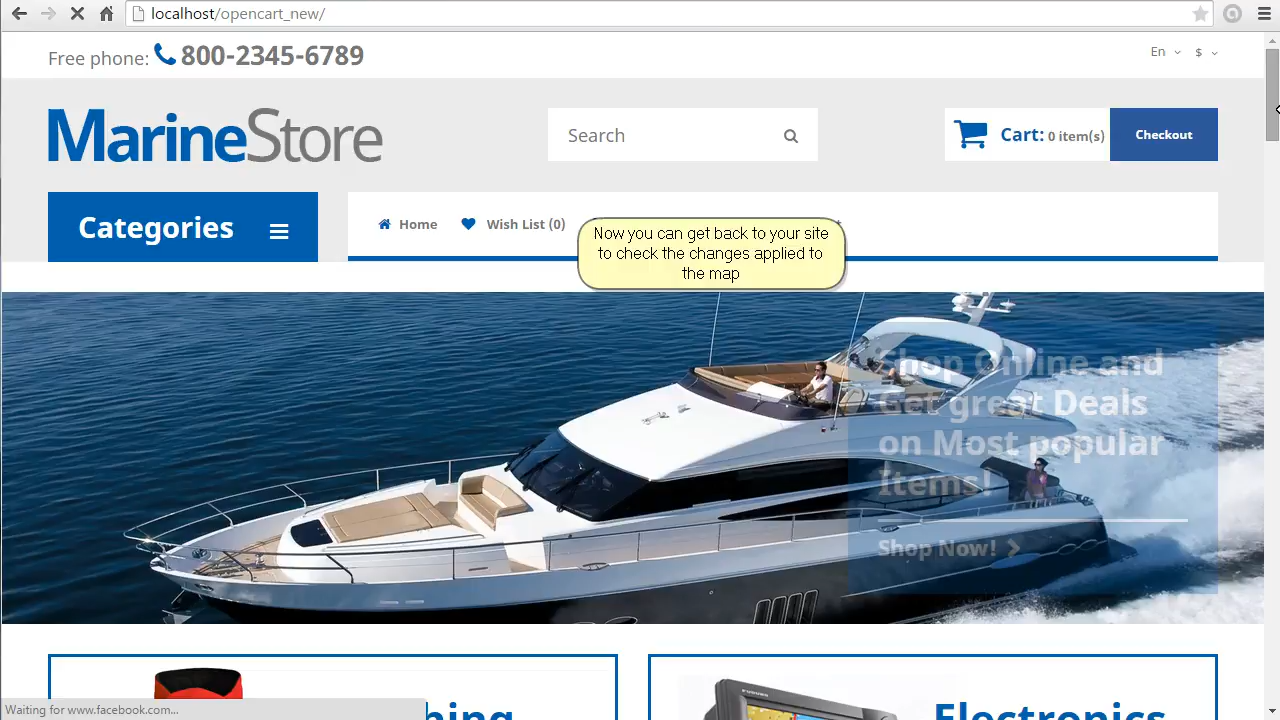 localhost/opencart_new/
Free phone: 800-2345-6789
En
$
MarineStore
Search
Cart: 0 item(s)
Checkout
Categories
Home
Wish List (0)
Now you can get back to your site
to check the changes applied to
the map
Shop Online and
Get great Deals
on Most popular
Items!
Shop Now!
FURUNO
Electronics
Waiting for www.facebook.com...